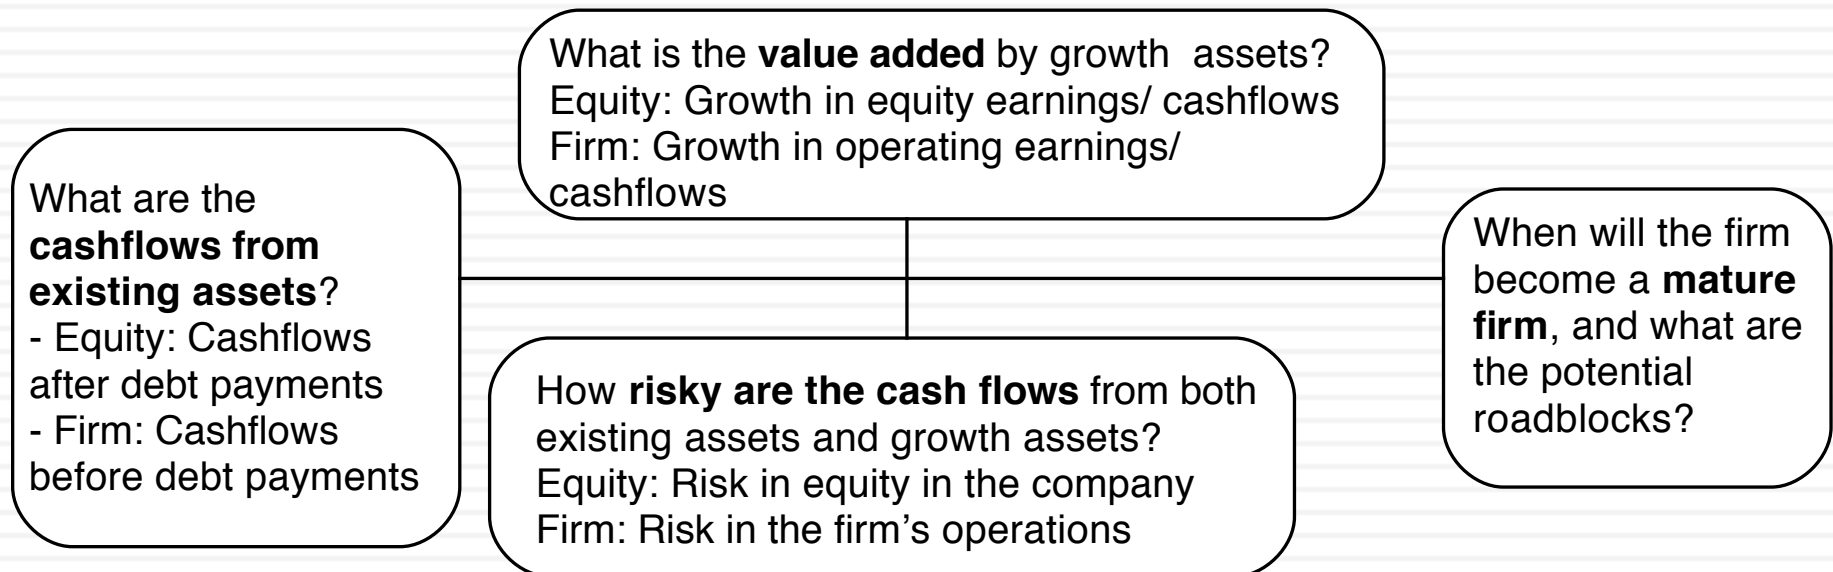 What is the value added by growth  assets?
Equity: Growth in equity earnings/ cashflows
Firm: Growth in operating earnings/
cashflows
What are the
cashflows from
existing assets?
- Equity: Cashflows
after debt payments
- Firm: Cashflows
before debt payments
How risky are the cash flows from both
existing assets and growth assets?
Equity: Risk in equity in the company
Firm: Risk in the firm’s operations
When will the firm
become a mature
firm, and what are
the potential
roadblocks?